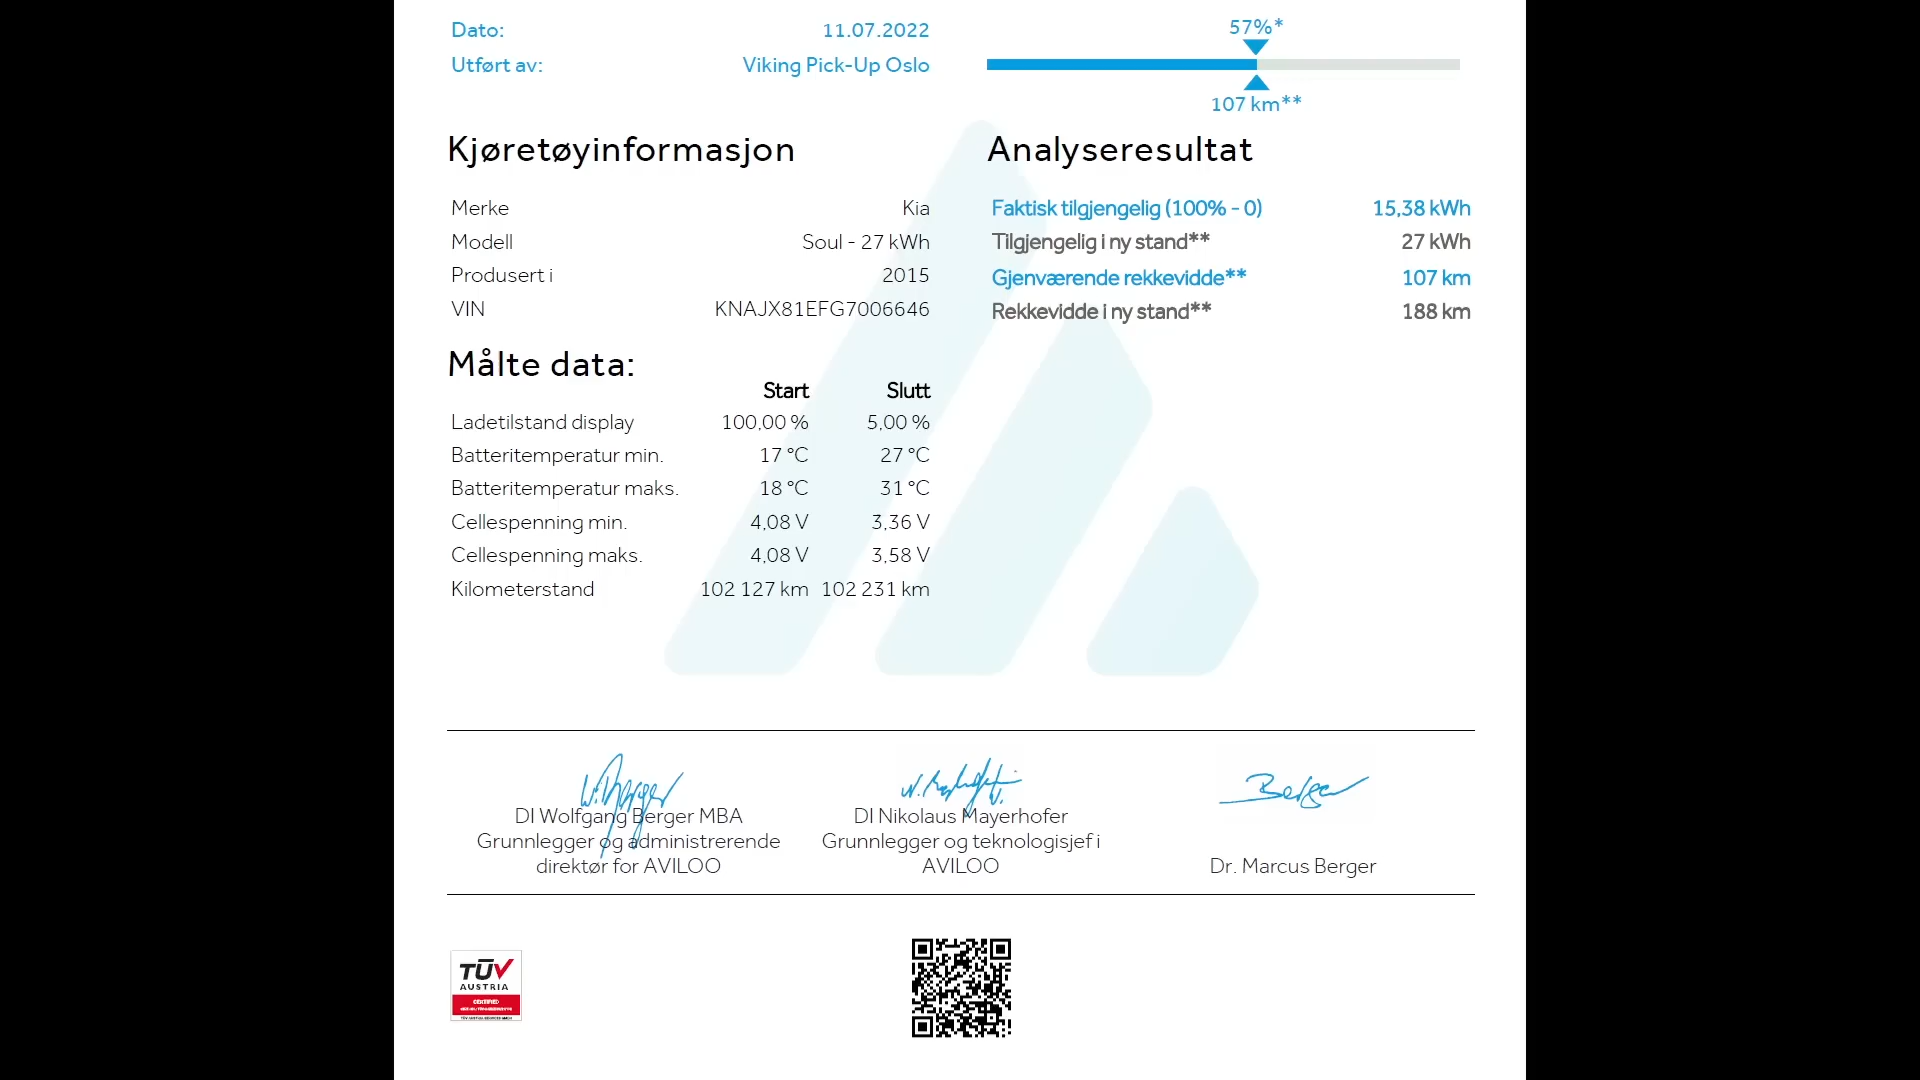 Dato: 11.07.2022
Utført av: Viking Pick-Up Oslo
57%*
107 km**
Kjøretøyinformasjon
Merke Kia
Modell Soul - 27 kWh
Produsert i 2015
VIN KNAJX81EFG7006646
Analyseresultat
Faktisk tilgjengelig (100% - 0) 15,38 kWh
Tilgjengelig i ny stand** 27 kWh
Gjenværende rekkevidde** 107 km
Rekkevidde i ny stand** 188 km
Målte data:
Start Slutt
Ladetilstand display 100,00 % 5,00 %
Batteritemperatur min. 17 °C 27 °C
Batteritemperatur maks. 18 °C 31 °C
Cellespenning min. 4,08 V 3,36 V
Cellespenning maks. 4,08 V 3,58 V
Kilometerstand 102 127 km 102 231 km
DI Wolfgang Berger MBA
Grunnlegger og administrerende
direktør for AVILOO
DI Nikolaus Mayerhofer
Grunnlegger og teknologisjef i
AVILOO
Berger
Dr. Marcus Berger
TÜV
AUSTRIA
CERTIFIED